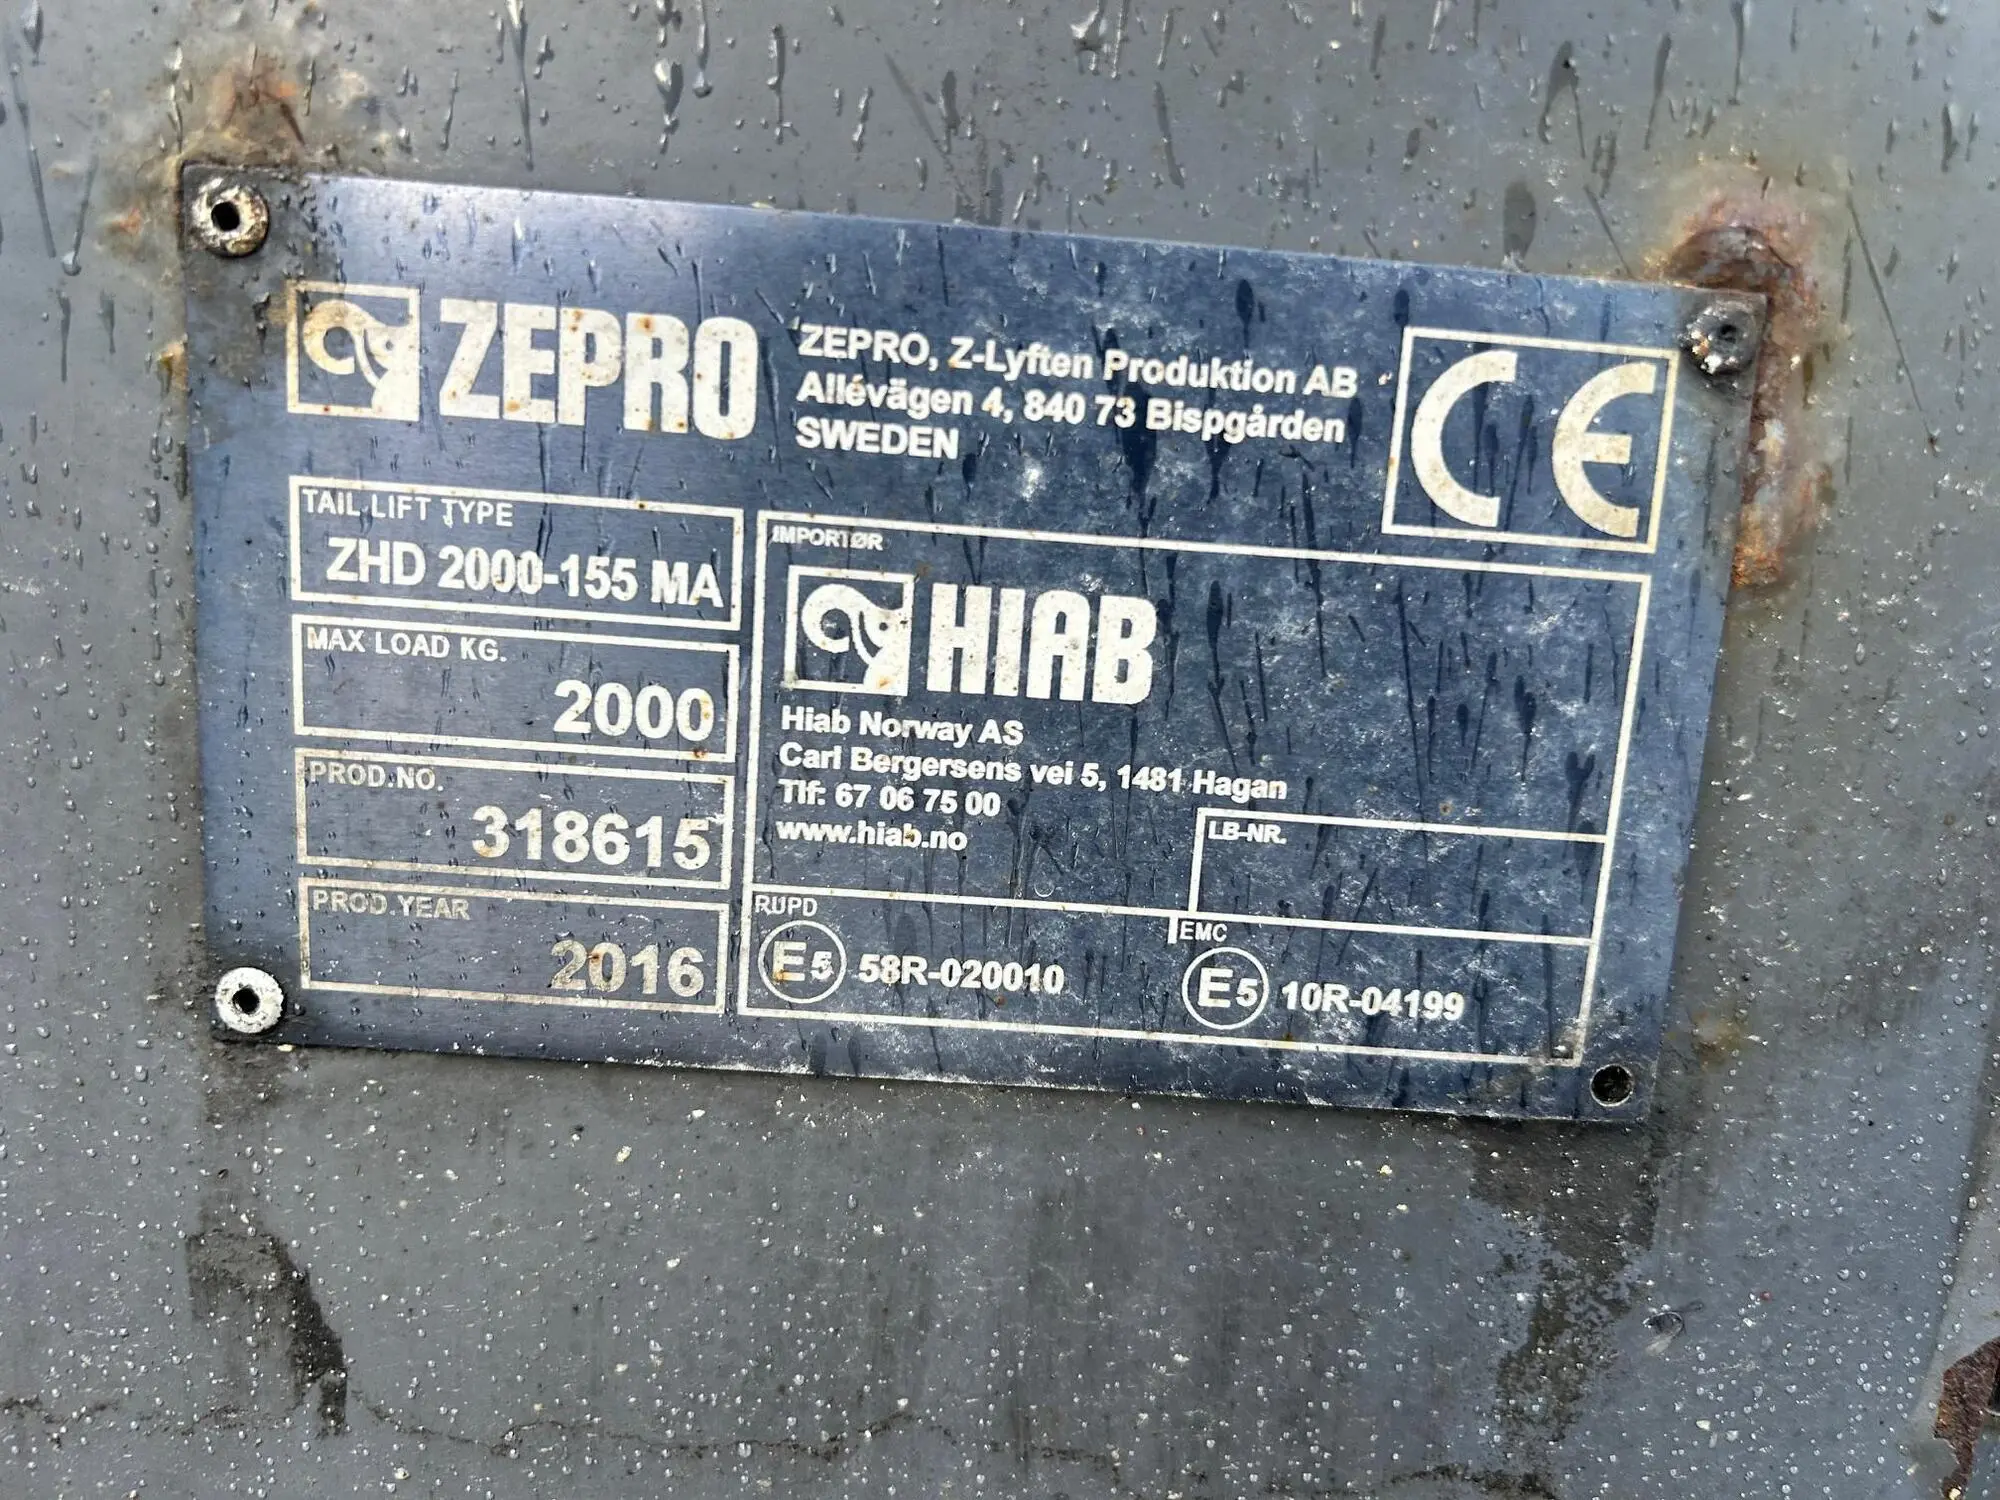 ZEPRO
ZEPRO, Z-Lyften Produktion AB
Allévägen 4, 840 73 Bispgården
SWEDEN
CE
TAIL LIFT TYPE
ZHD 2000-155 MA
MAX LOAD KG.
2000
PROD.NO.
318615
PROD.YEAR
2016
IMPORTØR
HIAB
Hiab Norway AS
Carl Bergersens vei 5, 1481 Hagan
Tlf: 67 06 75 00
www.hiab.no
LB-NR.
RUPD
E5 58R-020010
EMC
E5 10R-04199